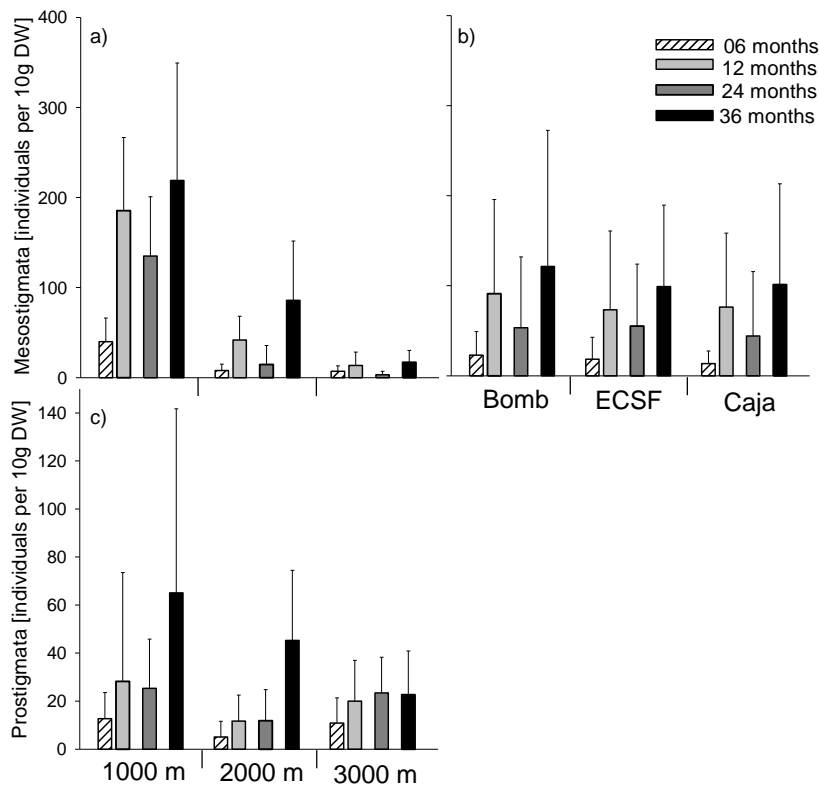 a)
Mesostigmata [individuals per 10g DW]
400
300
200
100
0
b)
06 months
12 months
24 months
36 months
Bomb
ECSF
Caja
c)
Prostigmata [individuals per 10g DW]
140
120
100
80
60
40
20
0
1000 m
2000 m
3000 m